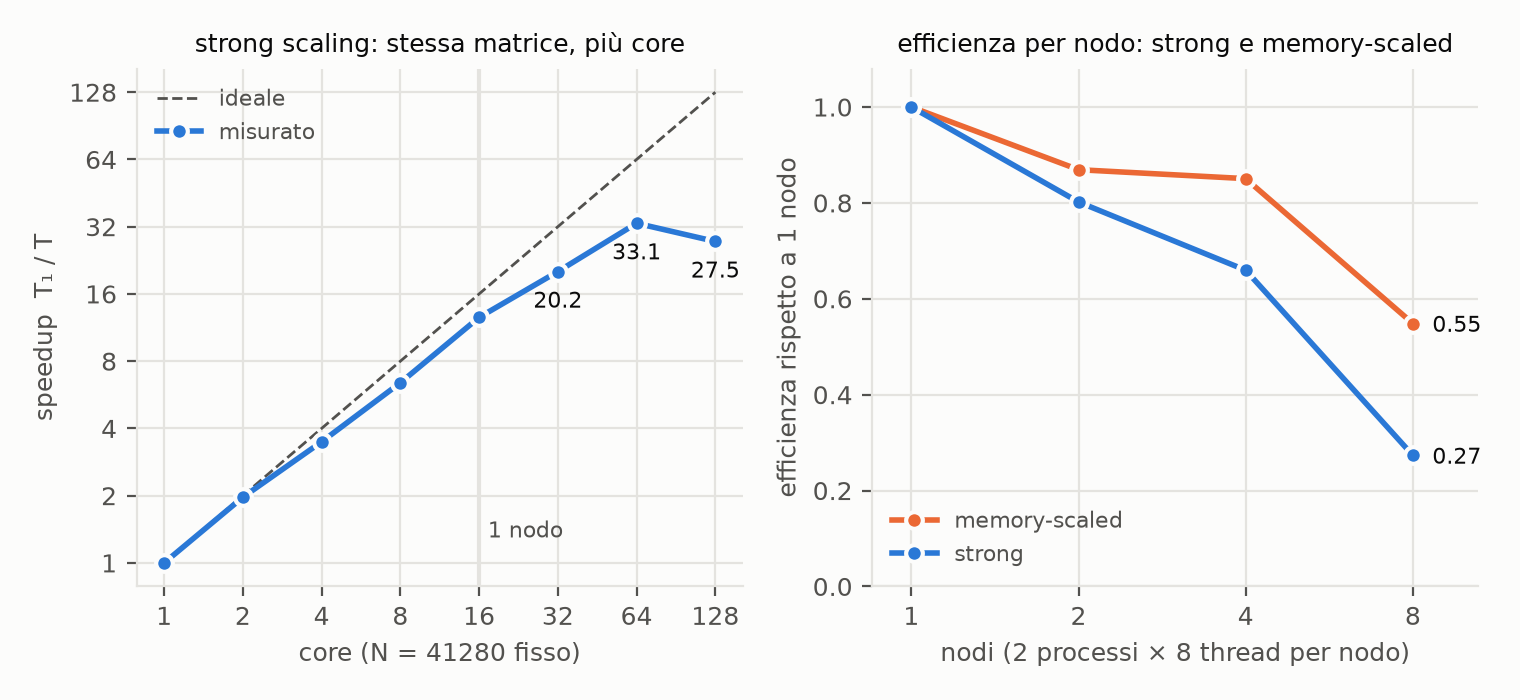 strong scaling: stessa matrice, più core
128
64
32
16
8
4
2
1
speedup T₁ / T
ideale
misurato
33.1
27.5
20.2
1 nodo
1 2 4 8 16 32 64 128
core (N = 41280 fisso)
efficienza per nodo: strong e memory-scaled
1.0
0.8
0.6
0.4
0.2
0.0
efficienza rispetto a 1 nodo
0.55
0.27
memory-scaled
strong
1 2 4 8
nodi (2 processi × 8 thread per nodo)